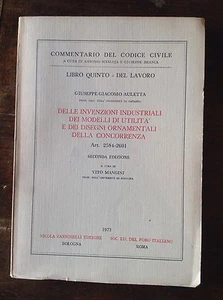 COMMENTARIO DEL CODICE CIVILE
A CURA DI ANTONIO SCIALOJA E GIUSEPPE BRANCA
LIBRO QUINTO - DEL LAVORO
GIUSEPPE GIACOMO AULETTA
DELLE INVENZIONI INDUSTRIALI
DEI MODELLI DI UTILITA'
E DEI DISEGNI ORNAMENTALI
DELLA CONCORRENZA
Art. 2584-2601
SECONDA EDIZIONE
A CURA DI
VITO MANGINI
1973
NICOLA ZANICHELLI EDITORE
BOLOGNA
SOC. ED. DEL FORO ITALIANO
ROMA